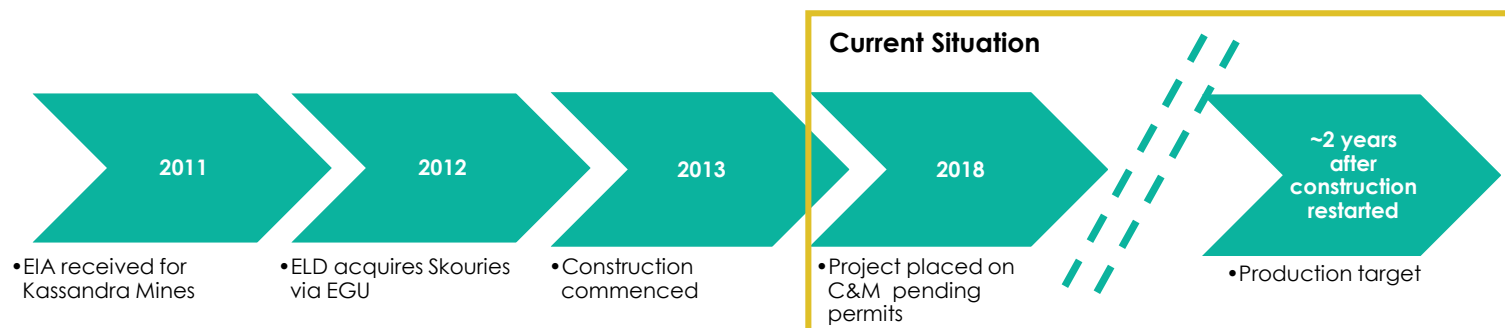 Current Situation
2011
2012
2013
2018
~2 years
after
construction
restarted
•EIA received for
Kassandra Mines
•ELD acquires Skouries
via EGU
•Construction
commenced
•Project placed on
C&M pending
permits
•Production target